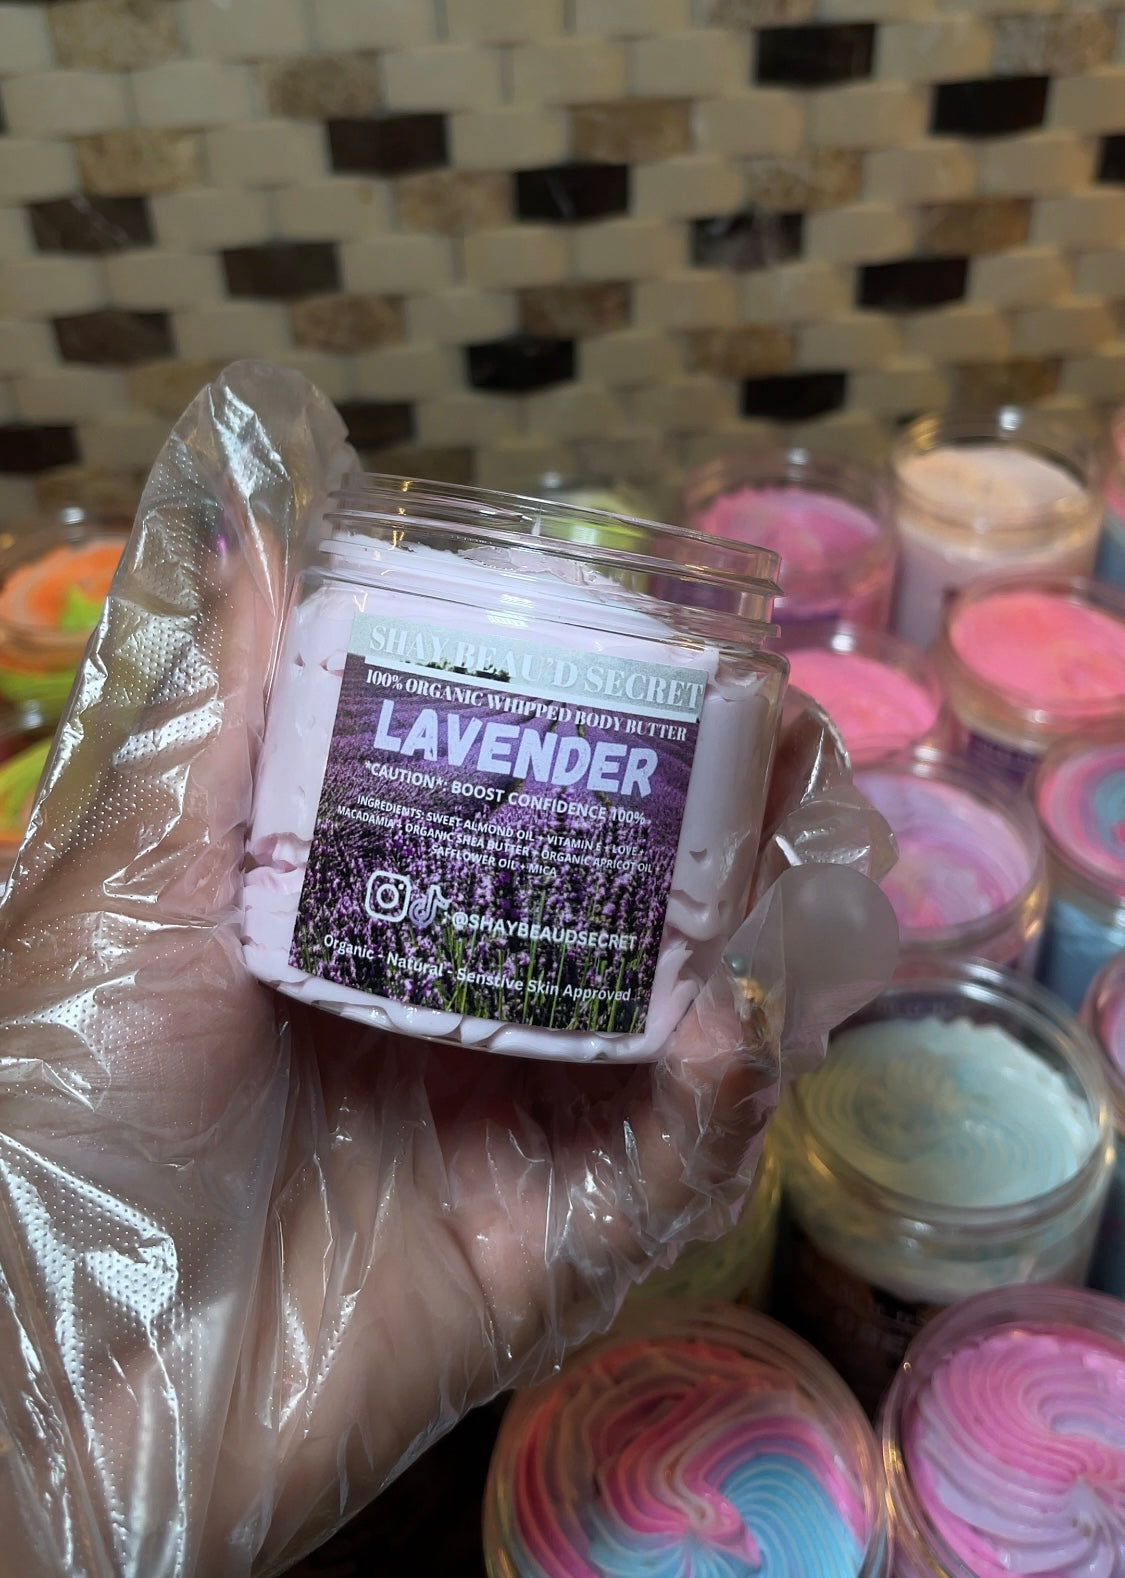 SHAY BEAU'D SECRET
100% ORGANIC WHIPPED BODY BUTTER
LAVENDER
*CAUTION*: BOOST CONFIDENCE 100%
INGREDIENTS: SWEET ALMOND OIL • VITAMIN E • LOVE •
MACADAMIA • ORGANIC SHEA BUTTER • ORGANIC APRICOT OIL
SAFFLOWER OIL • MICA
@SHAYBEAUDSECRET
Organic - Natural - Senstive Skin Approved